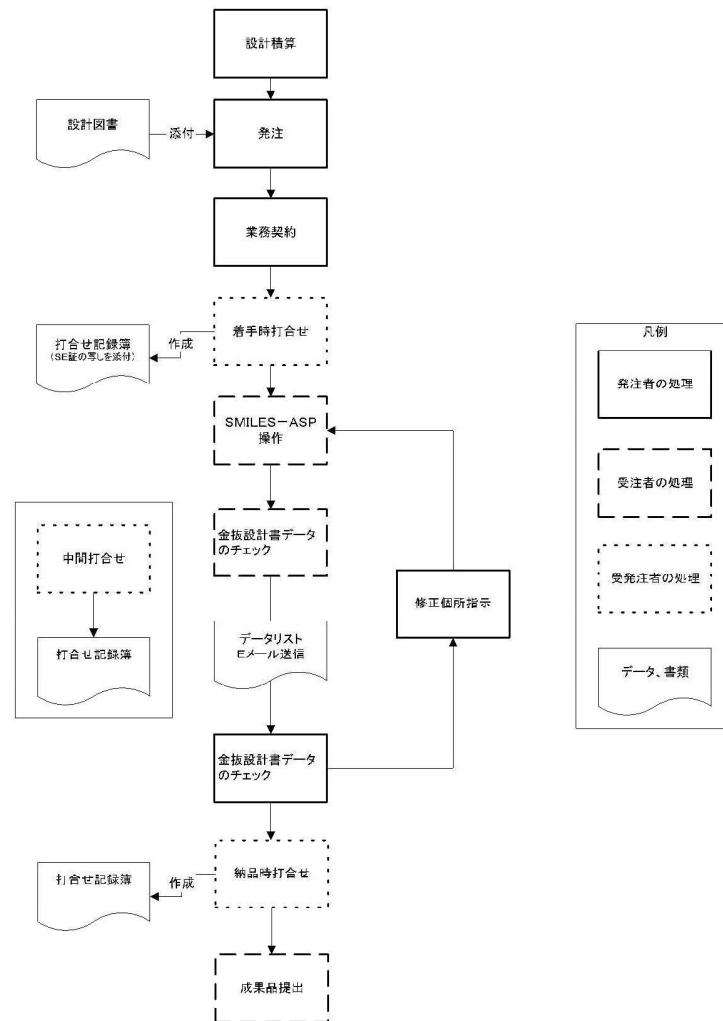 設計積算
設計図書
添付
発注
業務契約
着手時打合せ
作成
打合せ記録簿
(SE証の写しを添付)
SMILES－ASP
操作
金抜設計書データ
のチェック
中間打合せ
打合せ記録簿
データリスト
Eメール送信
修正個所指示
金抜設計書データ
のチェック
納品時打合せ
作成
打合せ記録簿
成果品提出
凡例
発注者の処理
受注者の処理
受発注者の処理
データ、書類